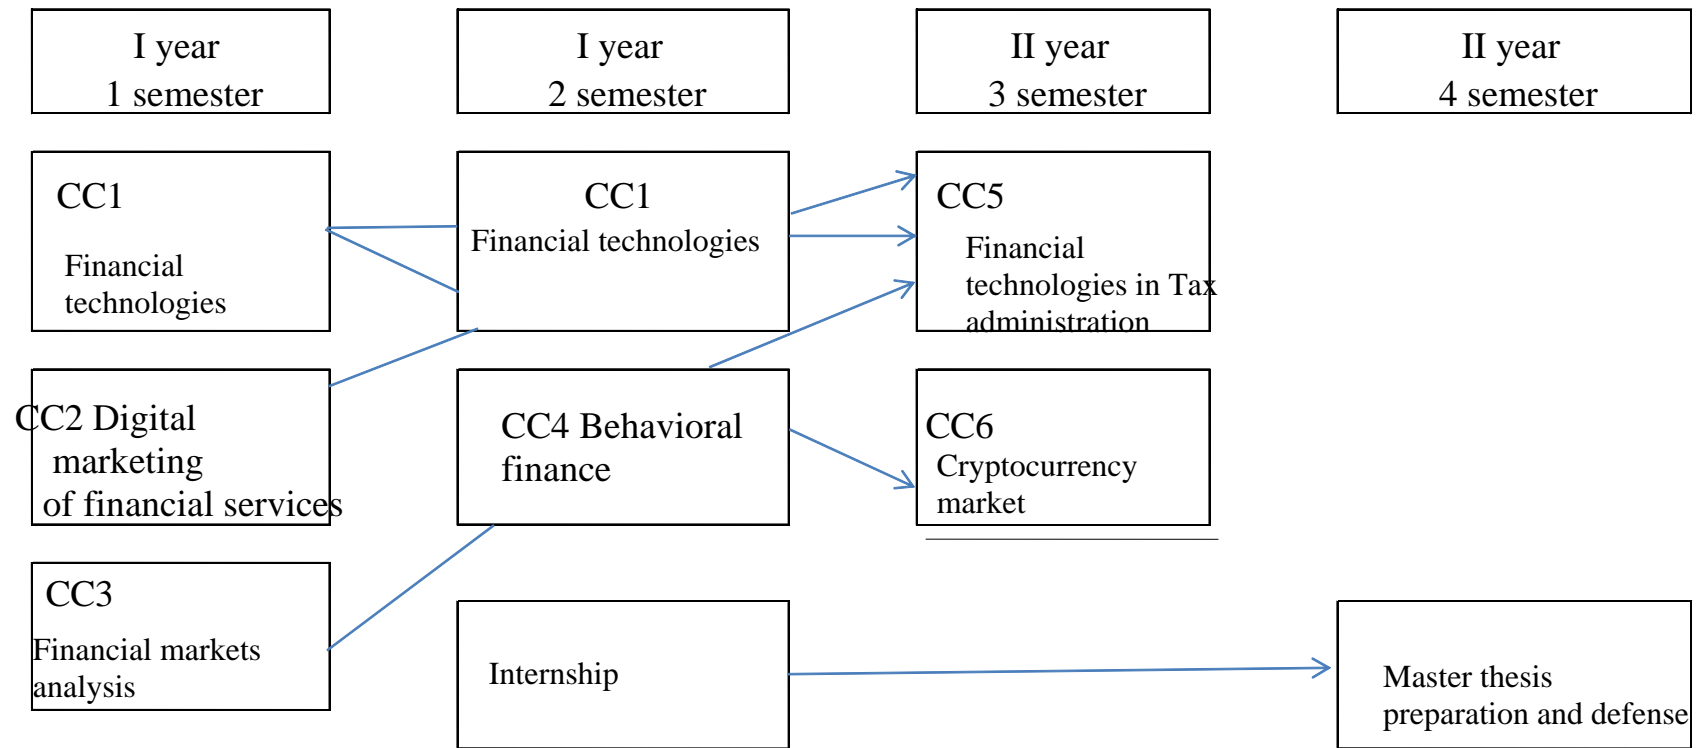 I year
1 semester
I year
2 semester
II year
3 semester
II year
4 semester
CC1
Financial
technologies
CC1
Financial technologies
CC5
Financial
technologies in Tax
administration
CC2 Digital
marketing
of financial services
CC4 Behavioral
finance
CC6
Cryptocurrency
market
CC3
Financial markets
analysis
Internship
Master thesis
preparation and defense